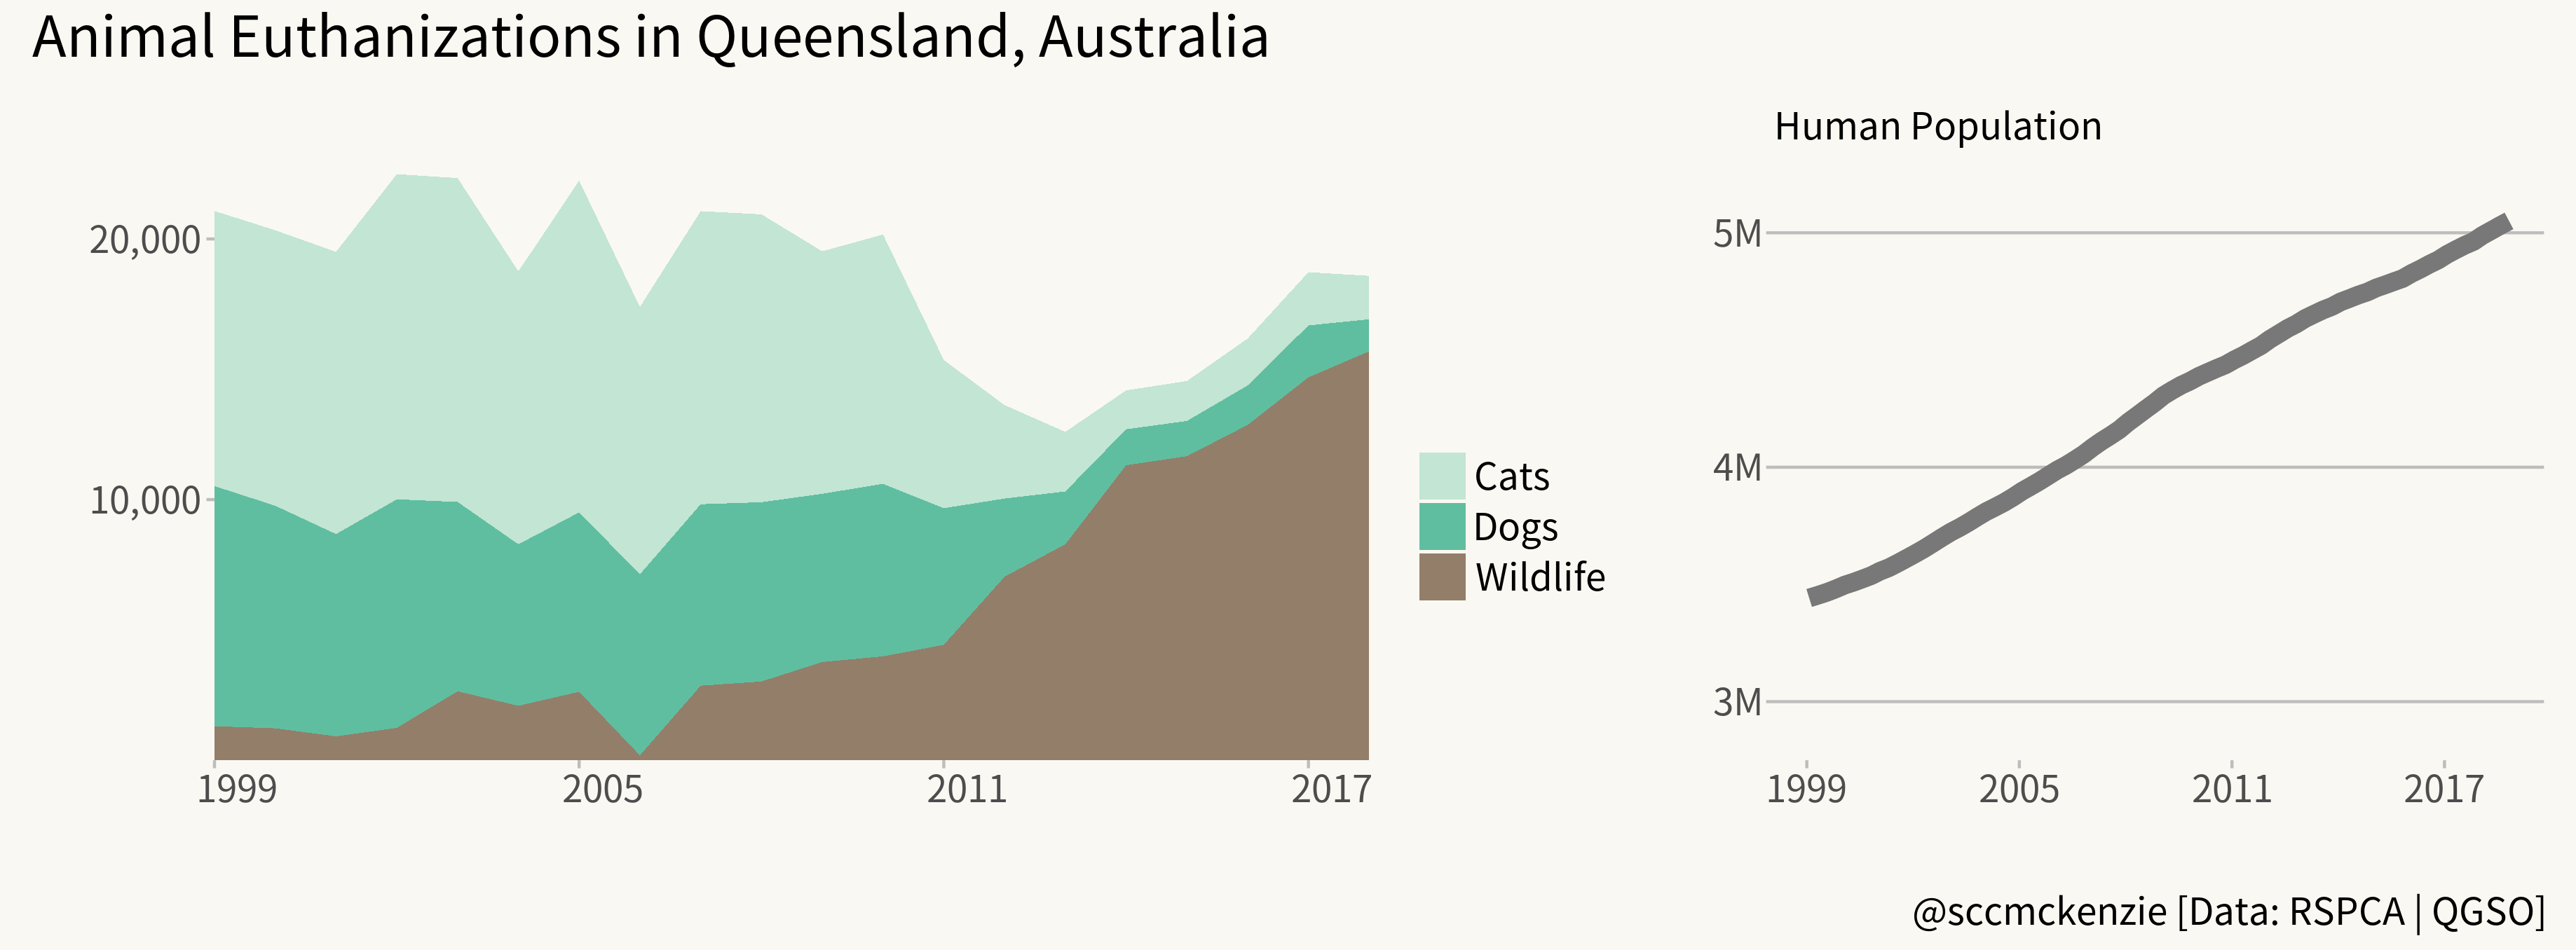 Animal Euthanizations in Queensland, Australia
20,000
10,000
1999 2005 2011 2017
Cats
Dogs
Wildlife
Human Population
5M
4M
3M
1999 2005 2011 2017
@sccmckenzie [Data: RSPCA | QGSO]